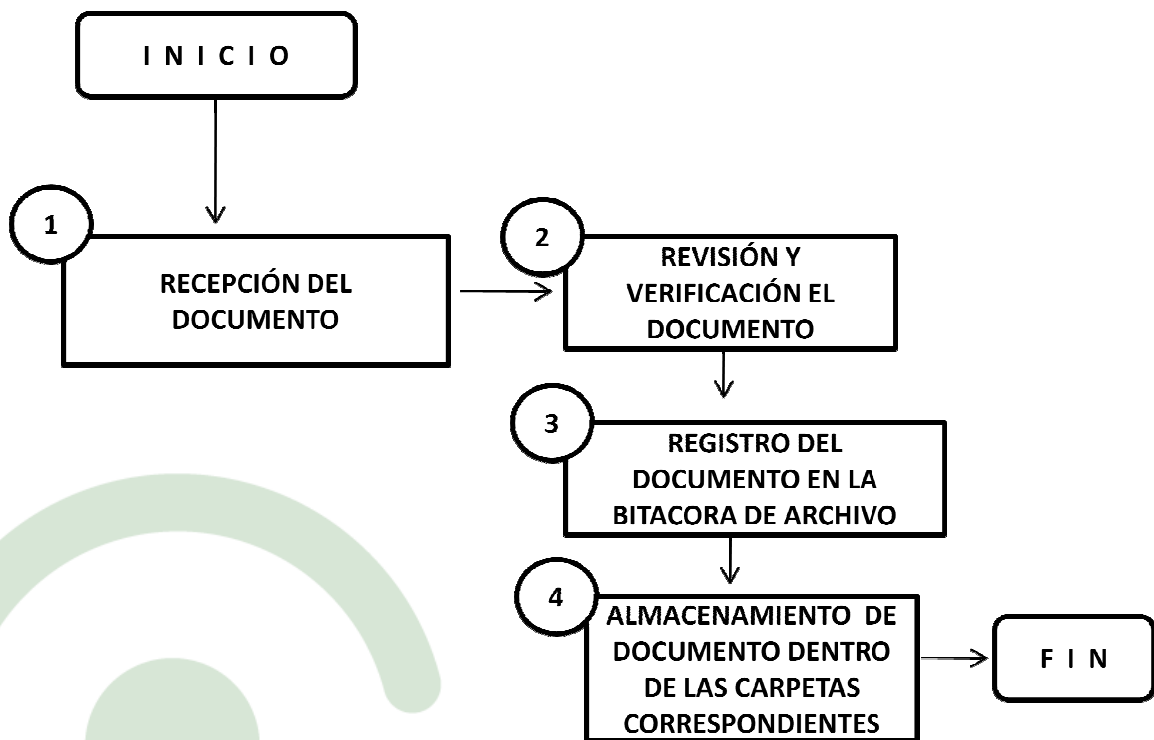 I N I C I O
1
RECEPCIÓN DEL
DOCUMENTO
2
REVISIÓN Y
VERIFICACIÓN EL
DOCUMENTO
3
REGISTRO DEL
DOCUMENTO EN LA
BITACORA DE ARCHIVO
4
ALMACENAMIENTO DE
DOCUMENTO DENTRO
DE LAS CARPETAS
CORRESPONDIENTES
F I N